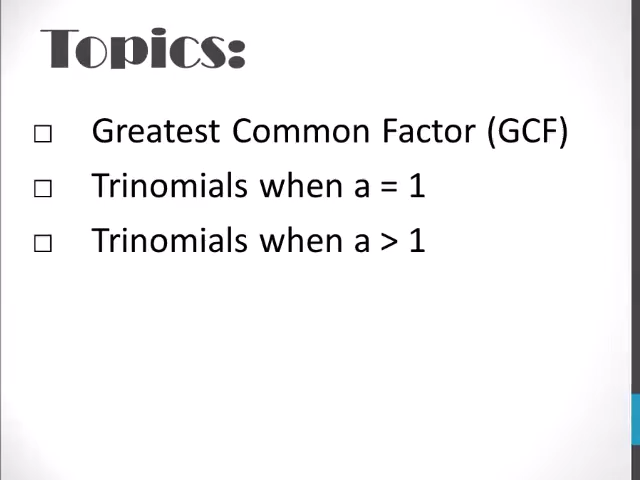 Topics:
□ Greatest Common Factor (GCF)
□ Trinomials when a = 1
□ Trinomials when a > 1